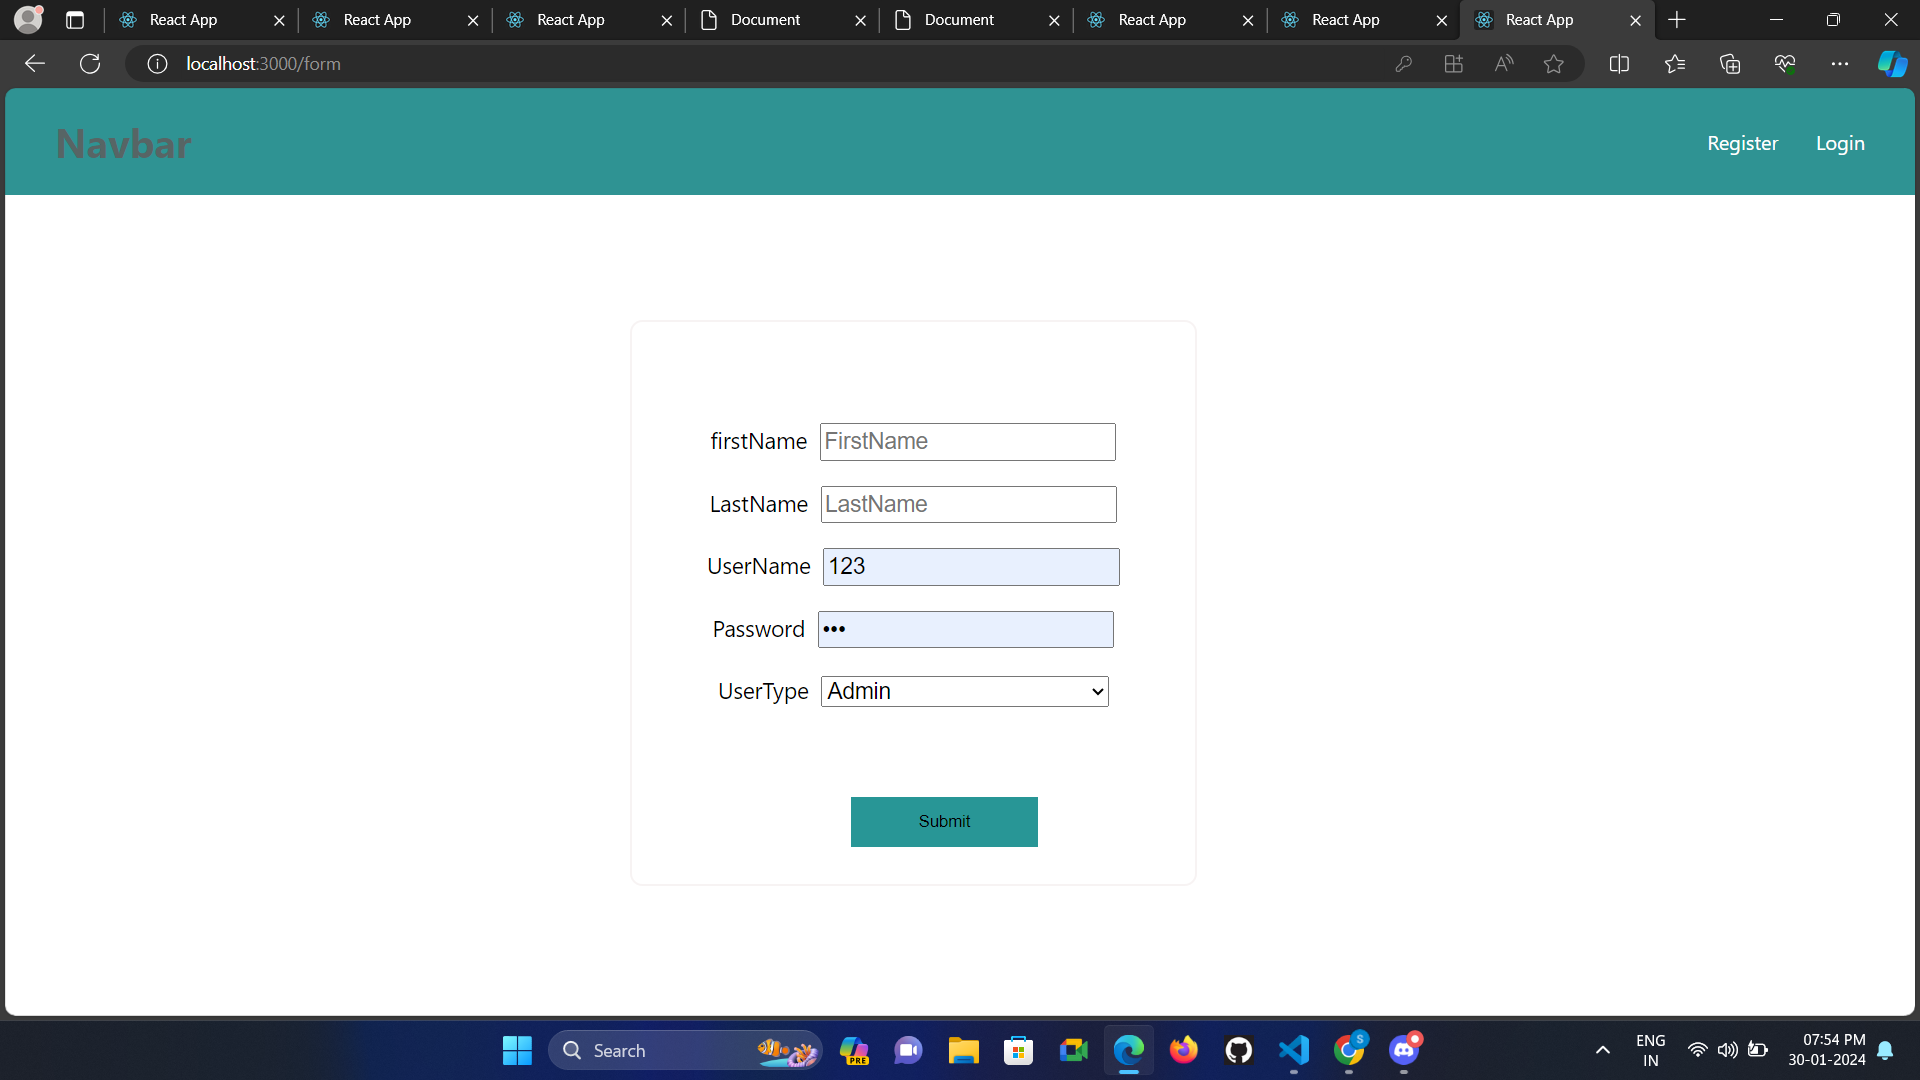 React App
React App
React App
Document
Document
React App
React App
React App
localhost:3000/form
Navbar
Register
Login
firstName FirstName
LastName LastName
UserName 123
Password •••
UserType Admin
Submit
Search
PRE
S
ENG
IN
07:54 PM
30-01-2024